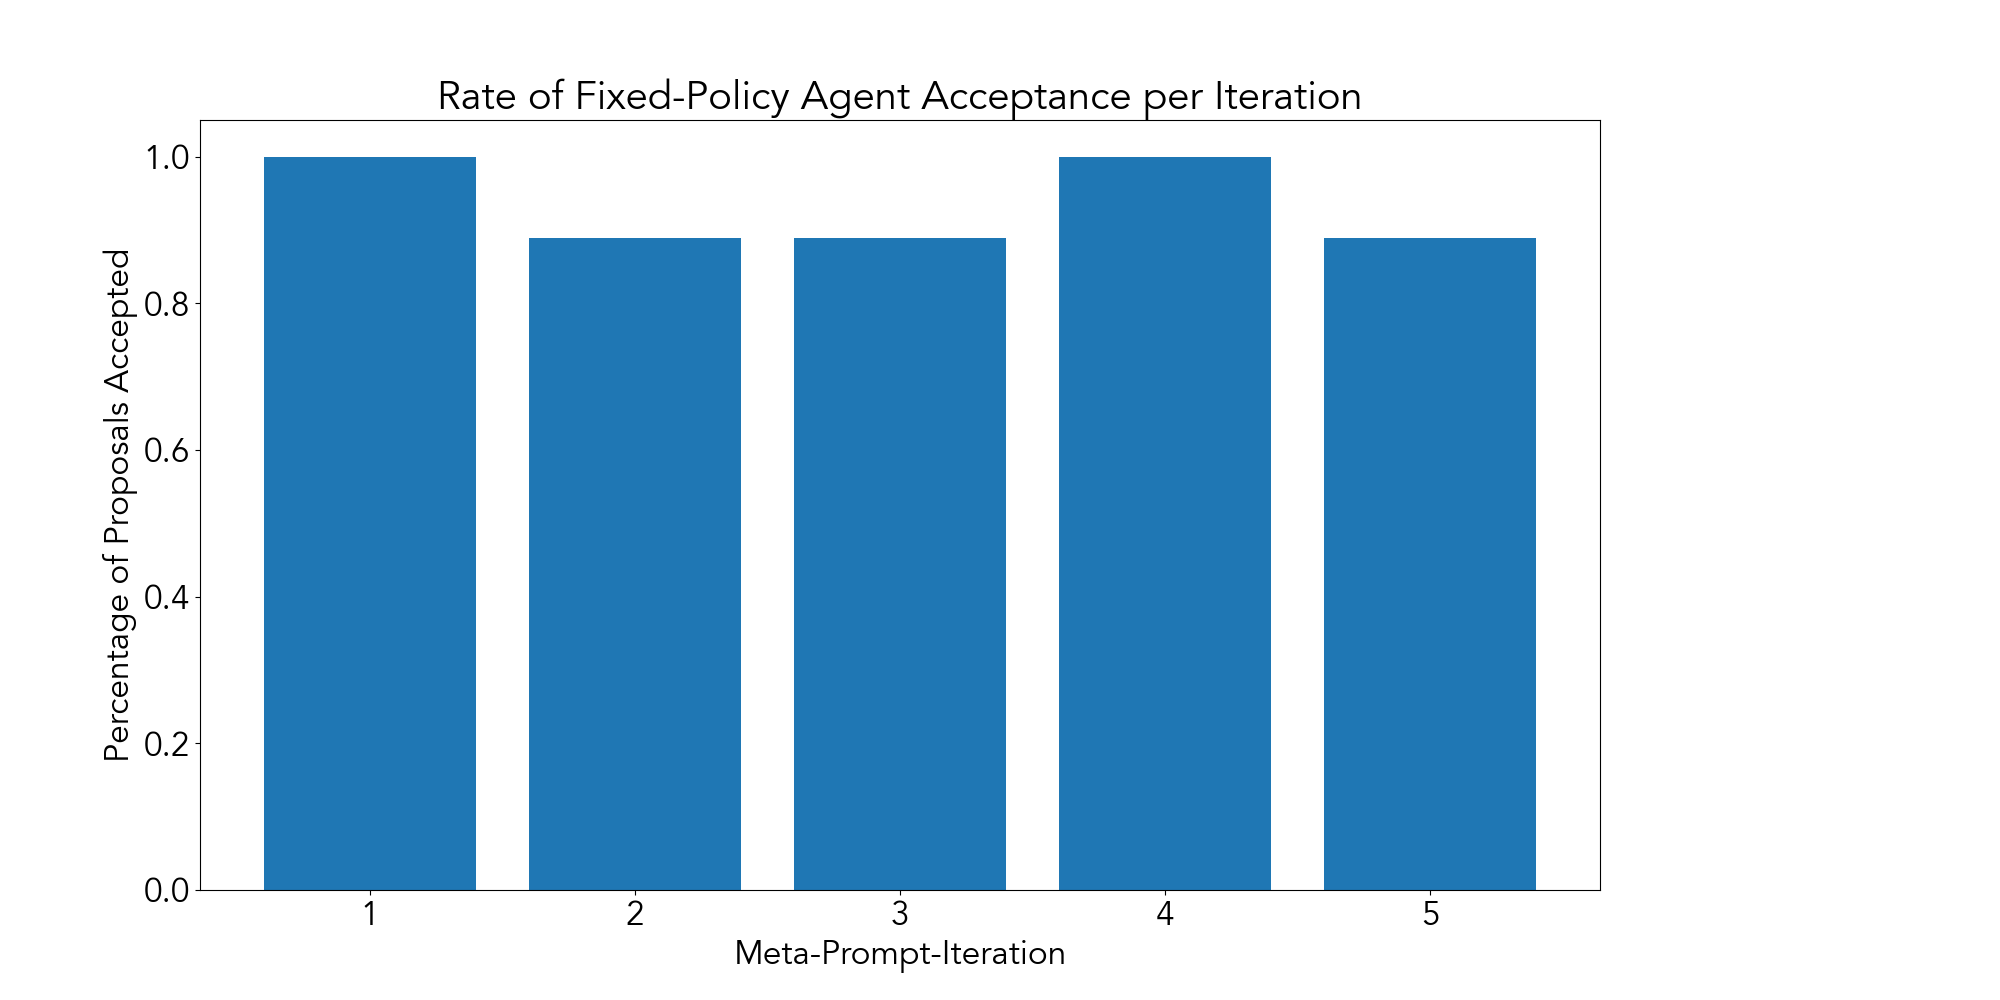 Rate of Fixed-Policy Agent Acceptance per Iteration
Percentage of Proposals Accepted
1.0
0.8
0.6
0.4
0.2
0.0
1 2 3 4 5
Meta-Prompt-Iteration